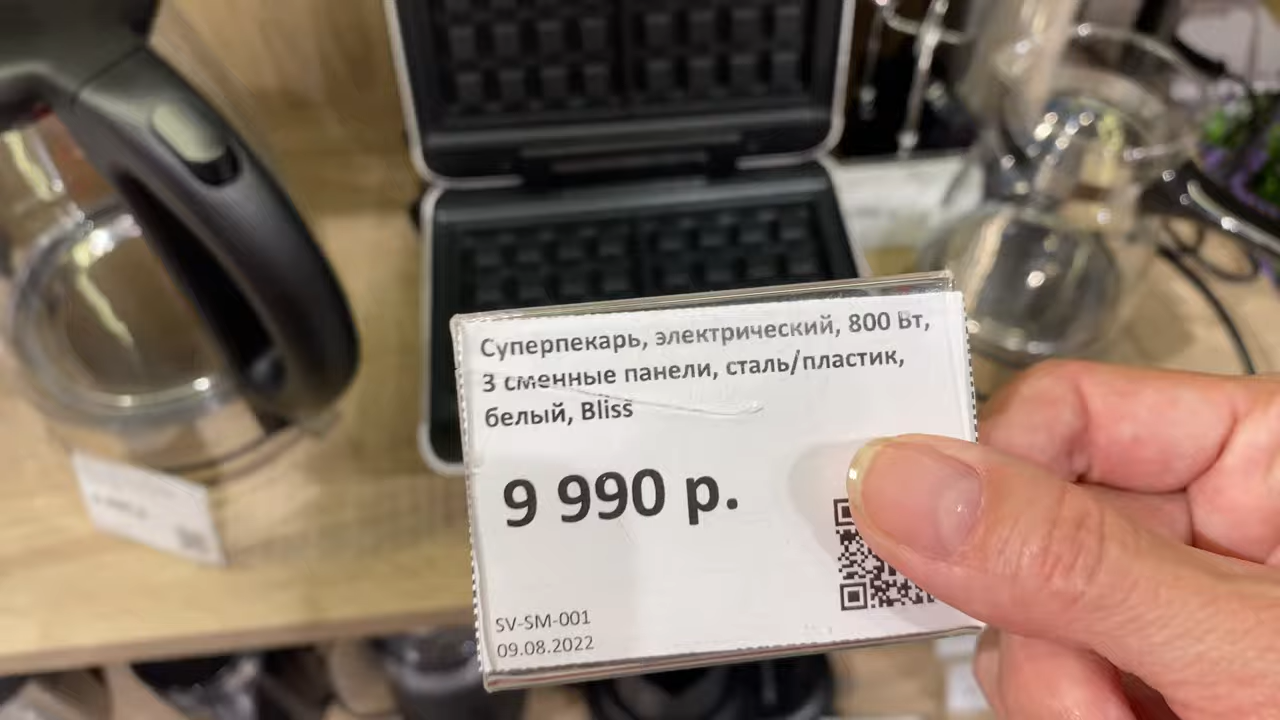 Суперпекарь, электрический, 800 Вт,
3 сменные панели, сталь/пластик,
белый, Bliss
9 990 р.
SV-SM-001
09.08.2022